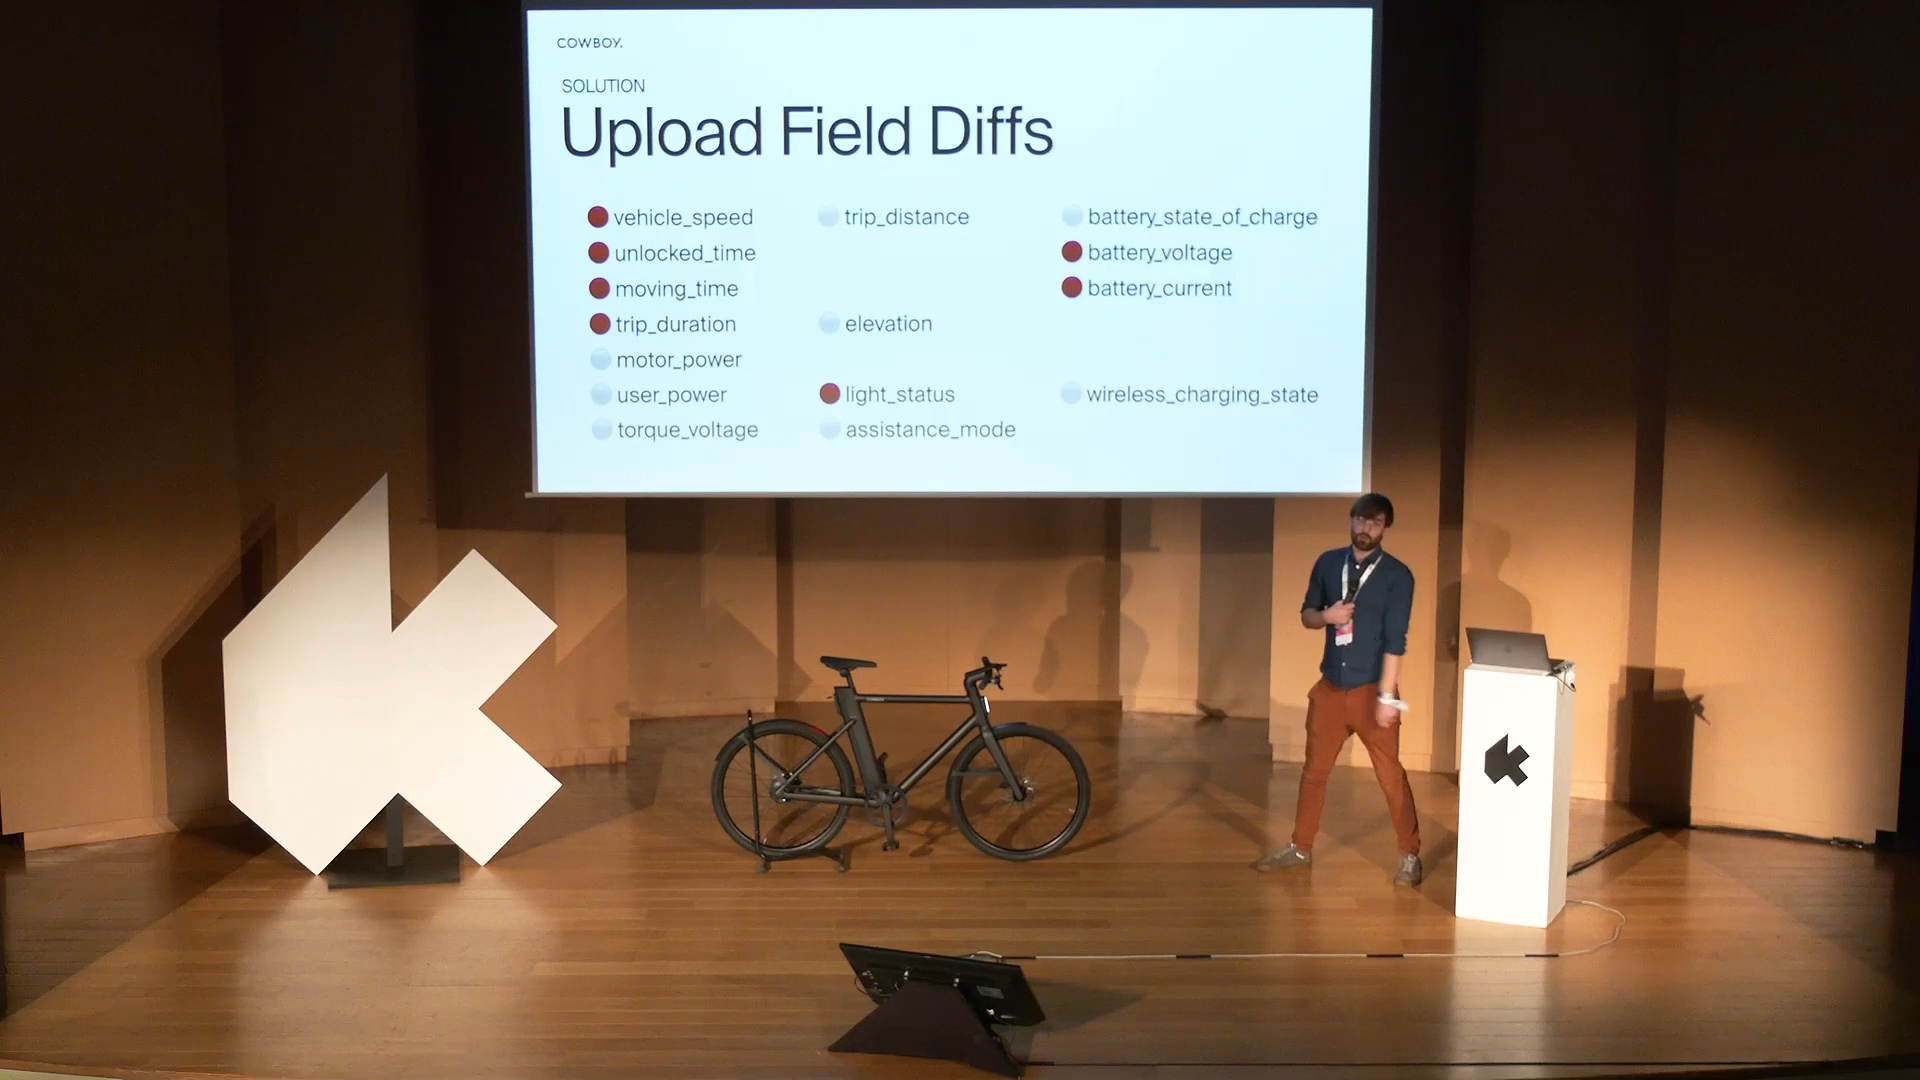 COWBOY.
SOLUTION
Upload Field Diffs
vehicle_speed
unlocked_time
moving_time
trip_duration
motor_power
user_power
torque_voltage
trip_distance
elevation
light_status
assistance_mode
battery_state_of_charge
battery_voltage
battery_current
wireless_charging_state